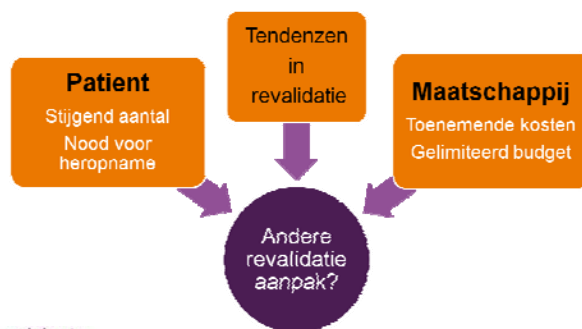 Patient
Stijgend aantal
Nood voor
heropname
Tendenzen
in
revalidatie
Maatschappij
Toenemende kosten
Gelimiteerd budget
Andere
revalidatie
aanpak?